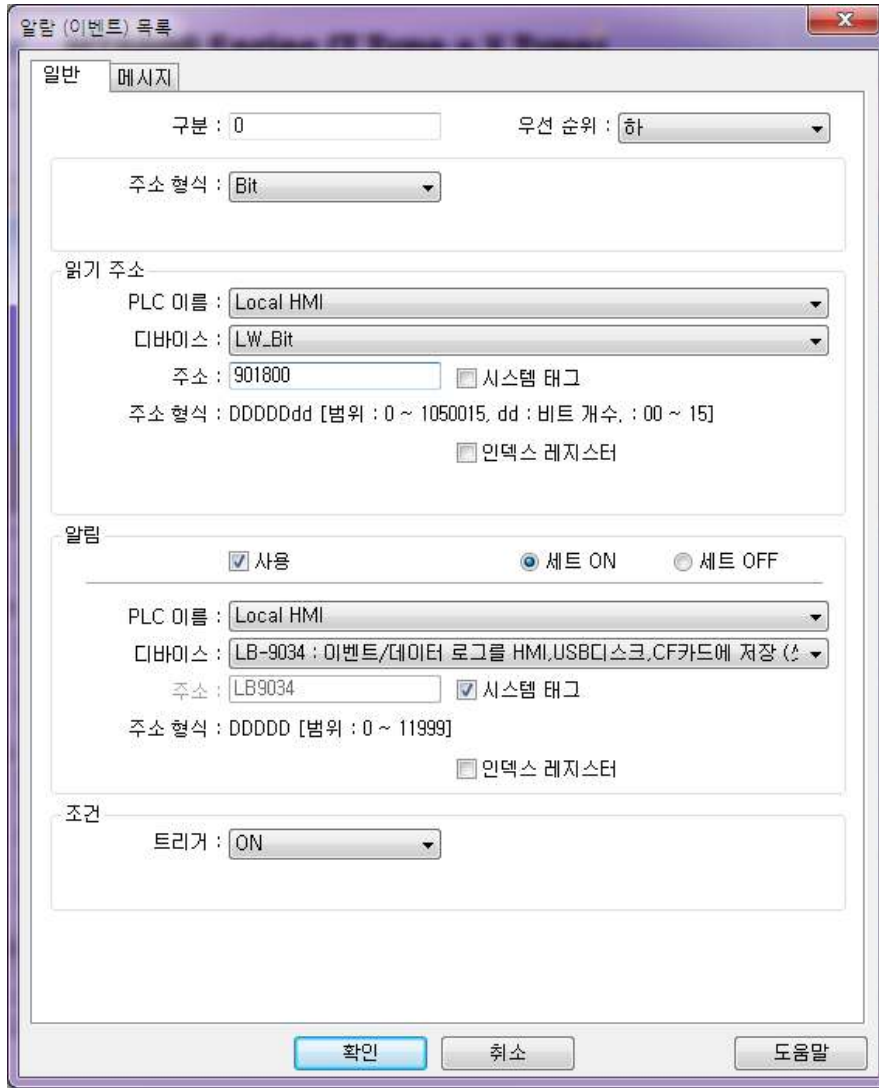 알람 (이벤트) 목록
일반 메시지
구분 : 0 우선 순위 : 하
주소 형식 : Bit
읽기 주소
PLC 이름 : Local HMI
디바이스 : LW_Bit
주소 : 901800 시스템 태그
주소 형식 : DDDDDdd [범위 : 0 ~ 1050015, dd : 비트 개수, : 00 ~ 15]
인덱스 레지스터
알림
사용 세트 ON 세트 OFF
PLC 이름 : Local HMI
디바이스 : LB-9034 : 이벤트/데이터 로그를 HMI,USB디스크,CF카드에 저장
주소 : LB9034 시스템 태그
주소 형식 : DDDDD [범위 : 0 ~ 11999]
인덱스 레지스터
조건
트리거 : ON
확인 취소 도움말